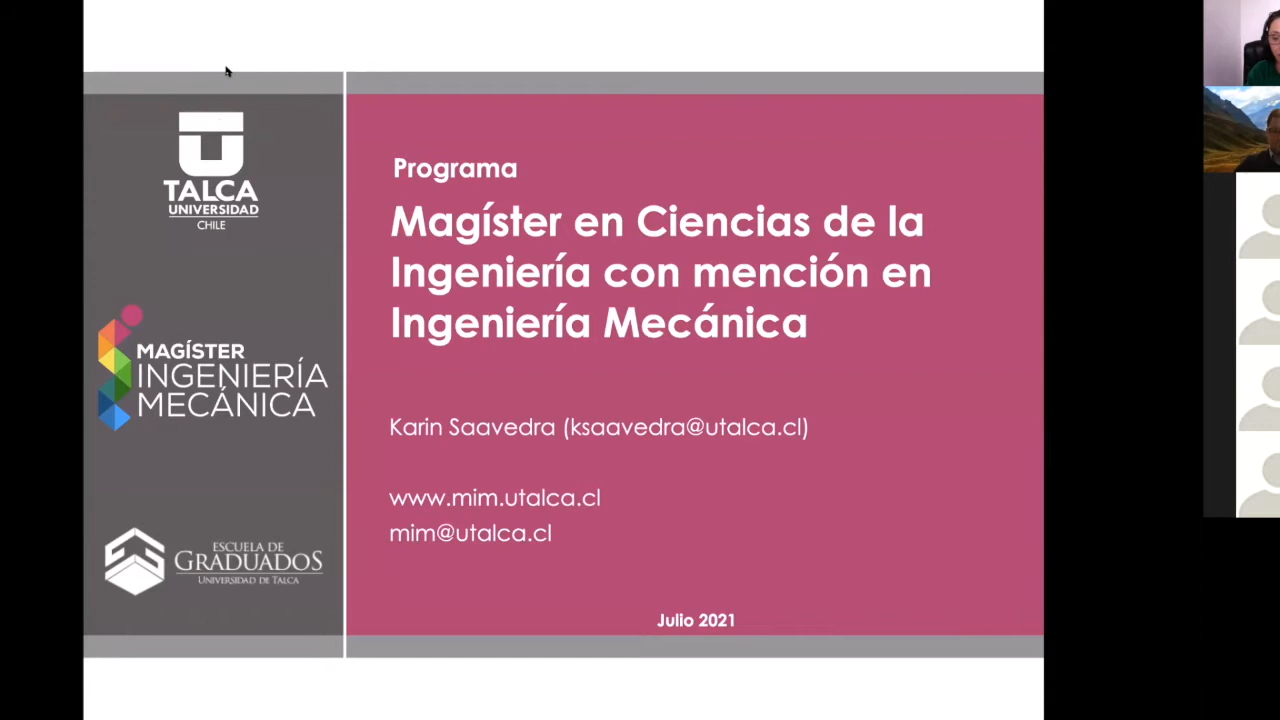 TALCA
UNIVERSIDAD
CHILE
MAGÍSTER
INGENIERÍA
MECÁNICA
ESCUELA DE
GRADUADOS
UNIVERSIDAD DE TALCA
Programa
Magíster en Ciencias de la
Ingeniería con mención en
Ingeniería Mecánica
Karin Saavedra (ksaavedra@utalca.cl)
www.mim.utalca.cl
mim@utalca.cl
Julio 2021